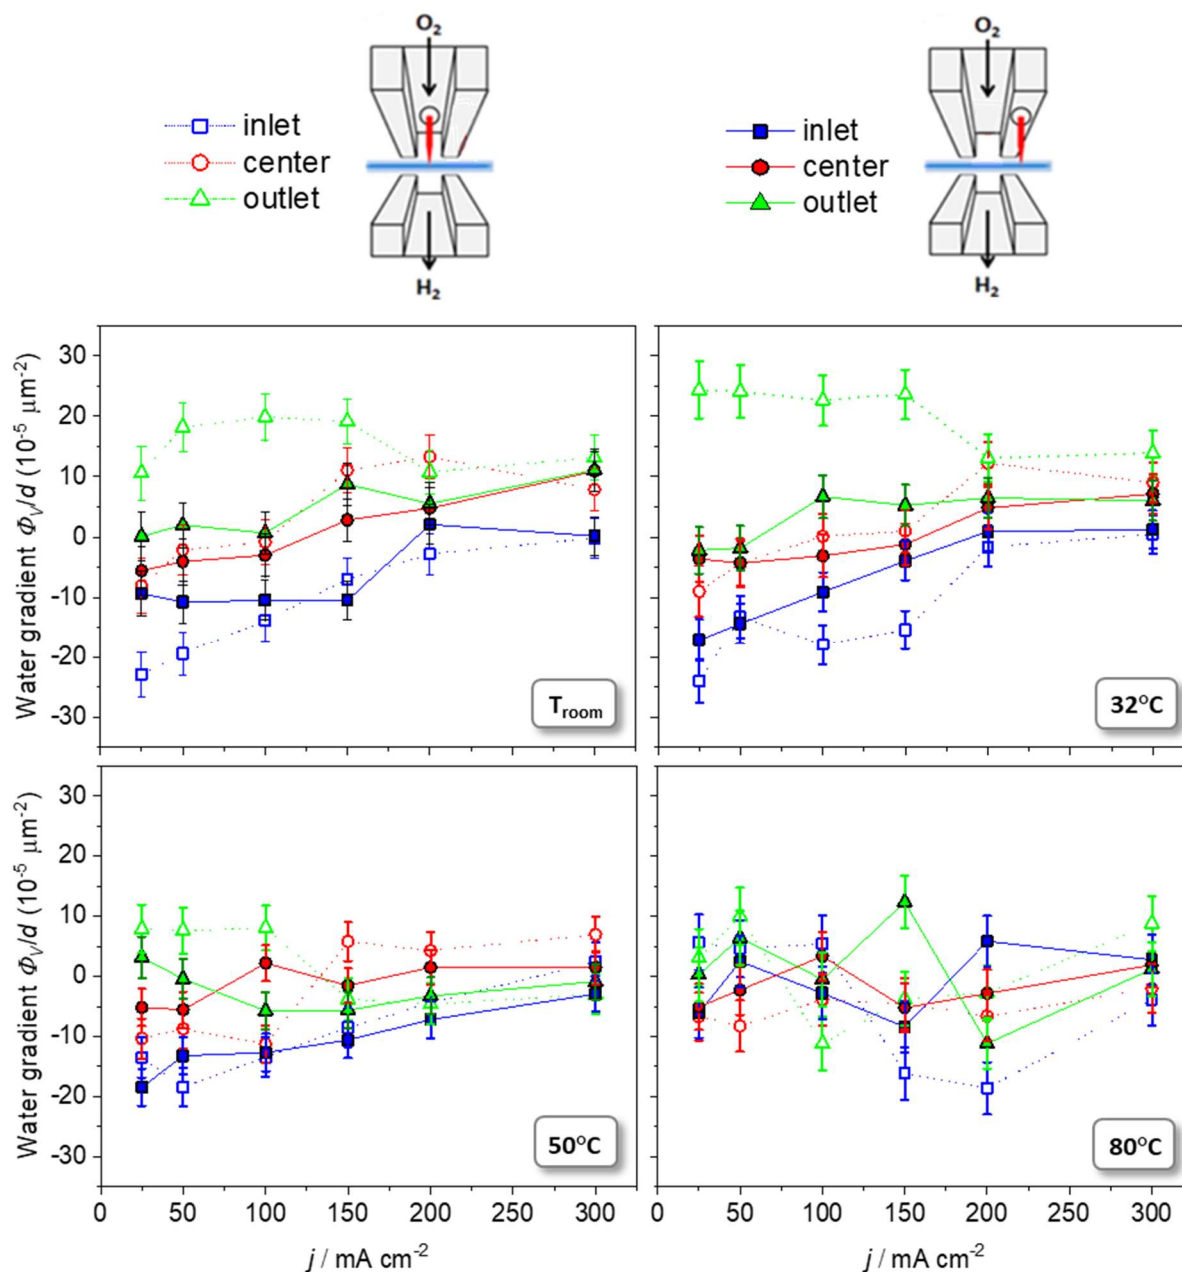 O₂
O₂
inlet
center
outlet
inlet
center
outlet
H₂
H₂
Water gradient Φ_V/d (10⁻⁵ μm⁻²)
30
20
10
0
-10
-20
-30
T_room
32°C
Water gradient Φ_V/d (10⁻⁵ μm⁻²)
30
20
10
0
-10
-20
-30
50°C
80°C
0 50 100 150 200 250 300
0 50 100 150 200 250 300
j / mA cm⁻²
j / mA cm⁻²